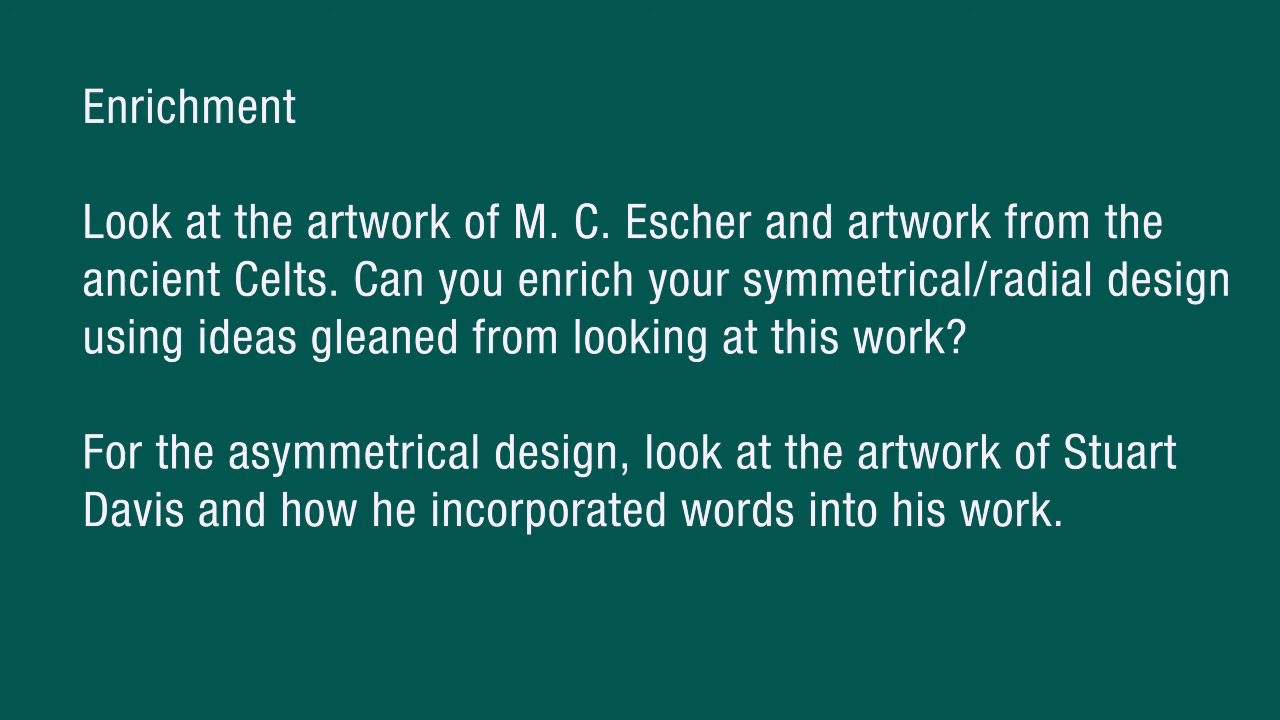 Enrichment
Look at the artwork of M. C. Escher and artwork from the
ancient Celts. Can you enrich your symmetrical/radial design
using ideas gleaned from looking at this work?
For the asymmetrical design, look at the artwork of Stuart
Davis and how he incorporated words into his work.